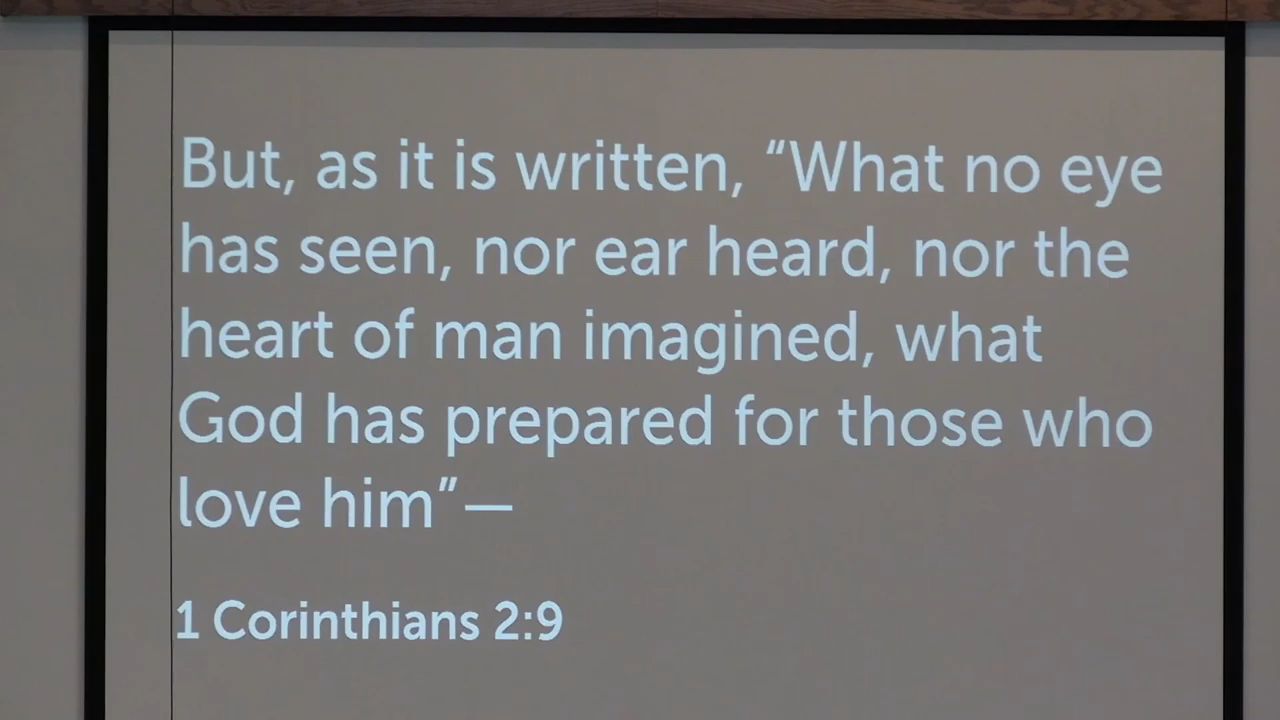 But, as it is written, “What no eye
has seen, nor ear heard, nor the
heart of man imagined, what
God has prepared for those who
love him”—
1 Corinthians 2:9